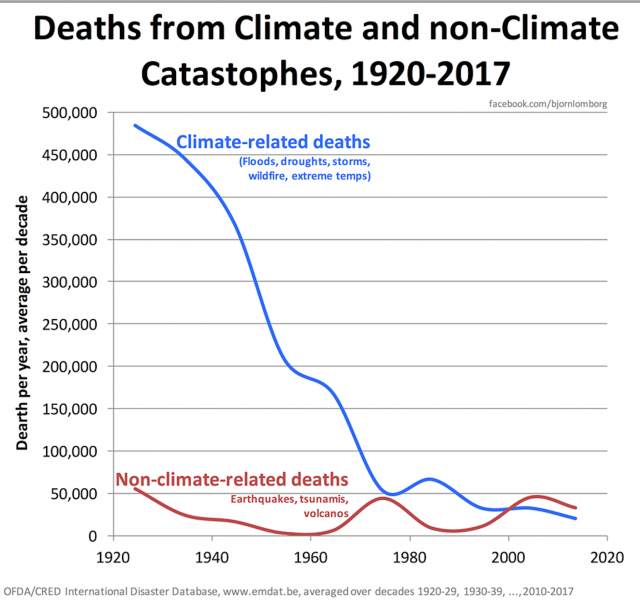 Deaths from Climate and non-Climate
Catastophes, 1920-2017
facebook.com/bjornlomborg
500,000
450,000
400,000
350,000
300,000
250,000
200,000
150,000
100,000
50,000
0
Dearth per year, average per decade
Climate-related deaths
(Floods, droughts, storms,
wildfire, extreme temps)
Non-climate-related deaths
Earthquakes, tsunamis,
volcanos
1920
1940
1960
1980
2000
2020
OFDA/CRED International Disaster Database, www.emdat.be, averaged over decades 1920-29, 1930-39, ...,2010-2017